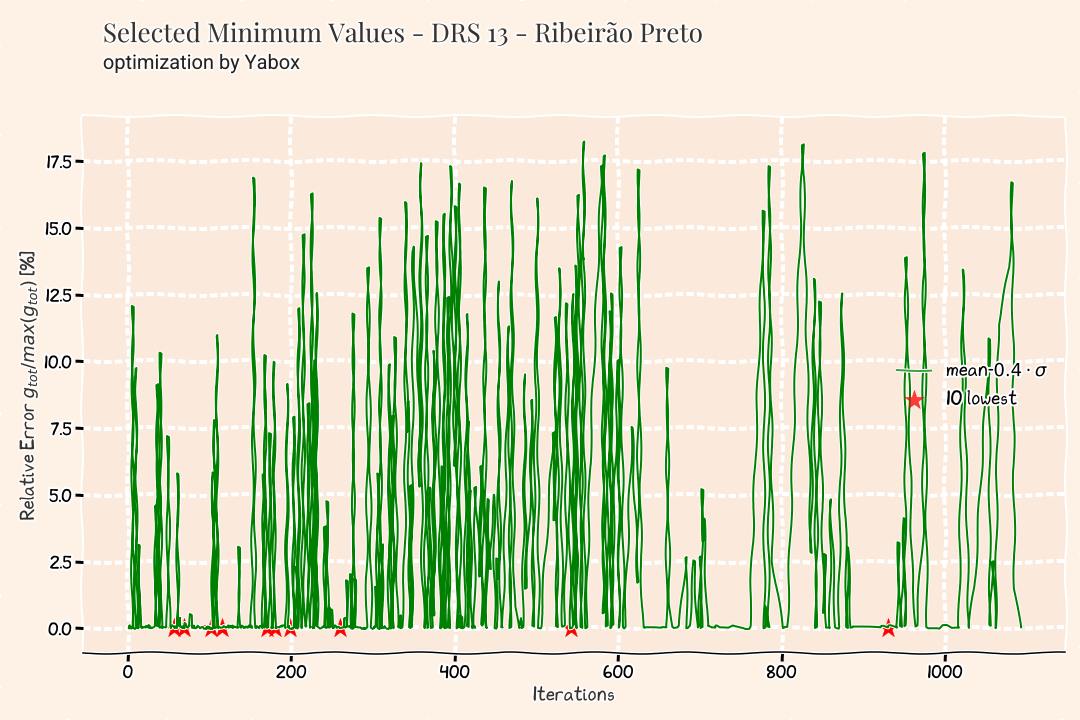 Selected Minimum Values - DRS 13 - Ribeirão Preto
optimization by Yabox
Relative Error g_tot/max(g_tot) [%]
17.5
15.0
12.5
10.0
7.5
5.0
2.5
0.0
mean-0.4 · σ
10 lowest
0 200 400 600 800 1000
Iterations